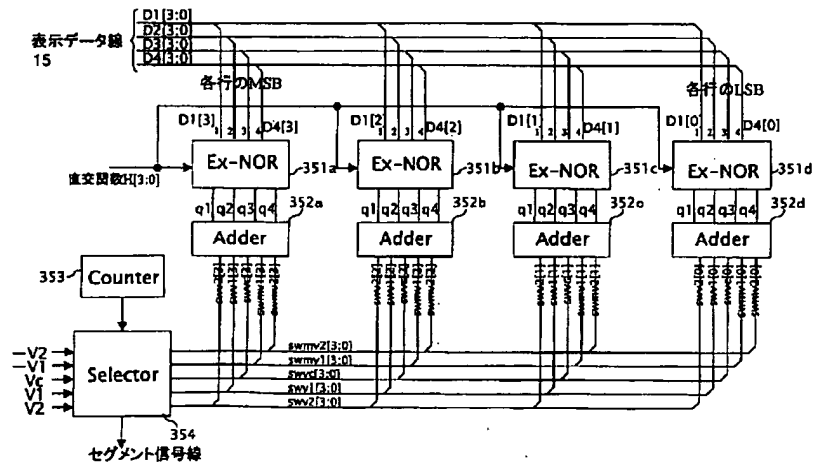 D1[3:0]
D2[3:0]
D3[3:0]
D4[3:0]
表示データ線
15
各行のMSB
各行のLSB
D1[3] 1 2 3 4 D4[3]
D1[2] 1 2 3 4 D4[2]
D1[1] 1 2 3 4 D4[1]
D1[0] 1 2 3 4 D4[0]
Ex-NOR
351a
Ex-NOR
351b
Ex-NOR
351c
Ex-NOR
351d
直交関数H[3:0]
q1 q2 q3 q4
352a
q1 q2 q3 q4
352b
q1 q2 q3 q4
352c
q1 q2 q3 q4
352d
Adder
Adder
Adder
Adder
353
Counter
swmv2[3:0]
swmv1[3:0]
swvc[3:0]
swv1[3:0]
swv2[3:0]
−V2
−V1
Vc
V1
V2
Selector
354
セグメント信号線